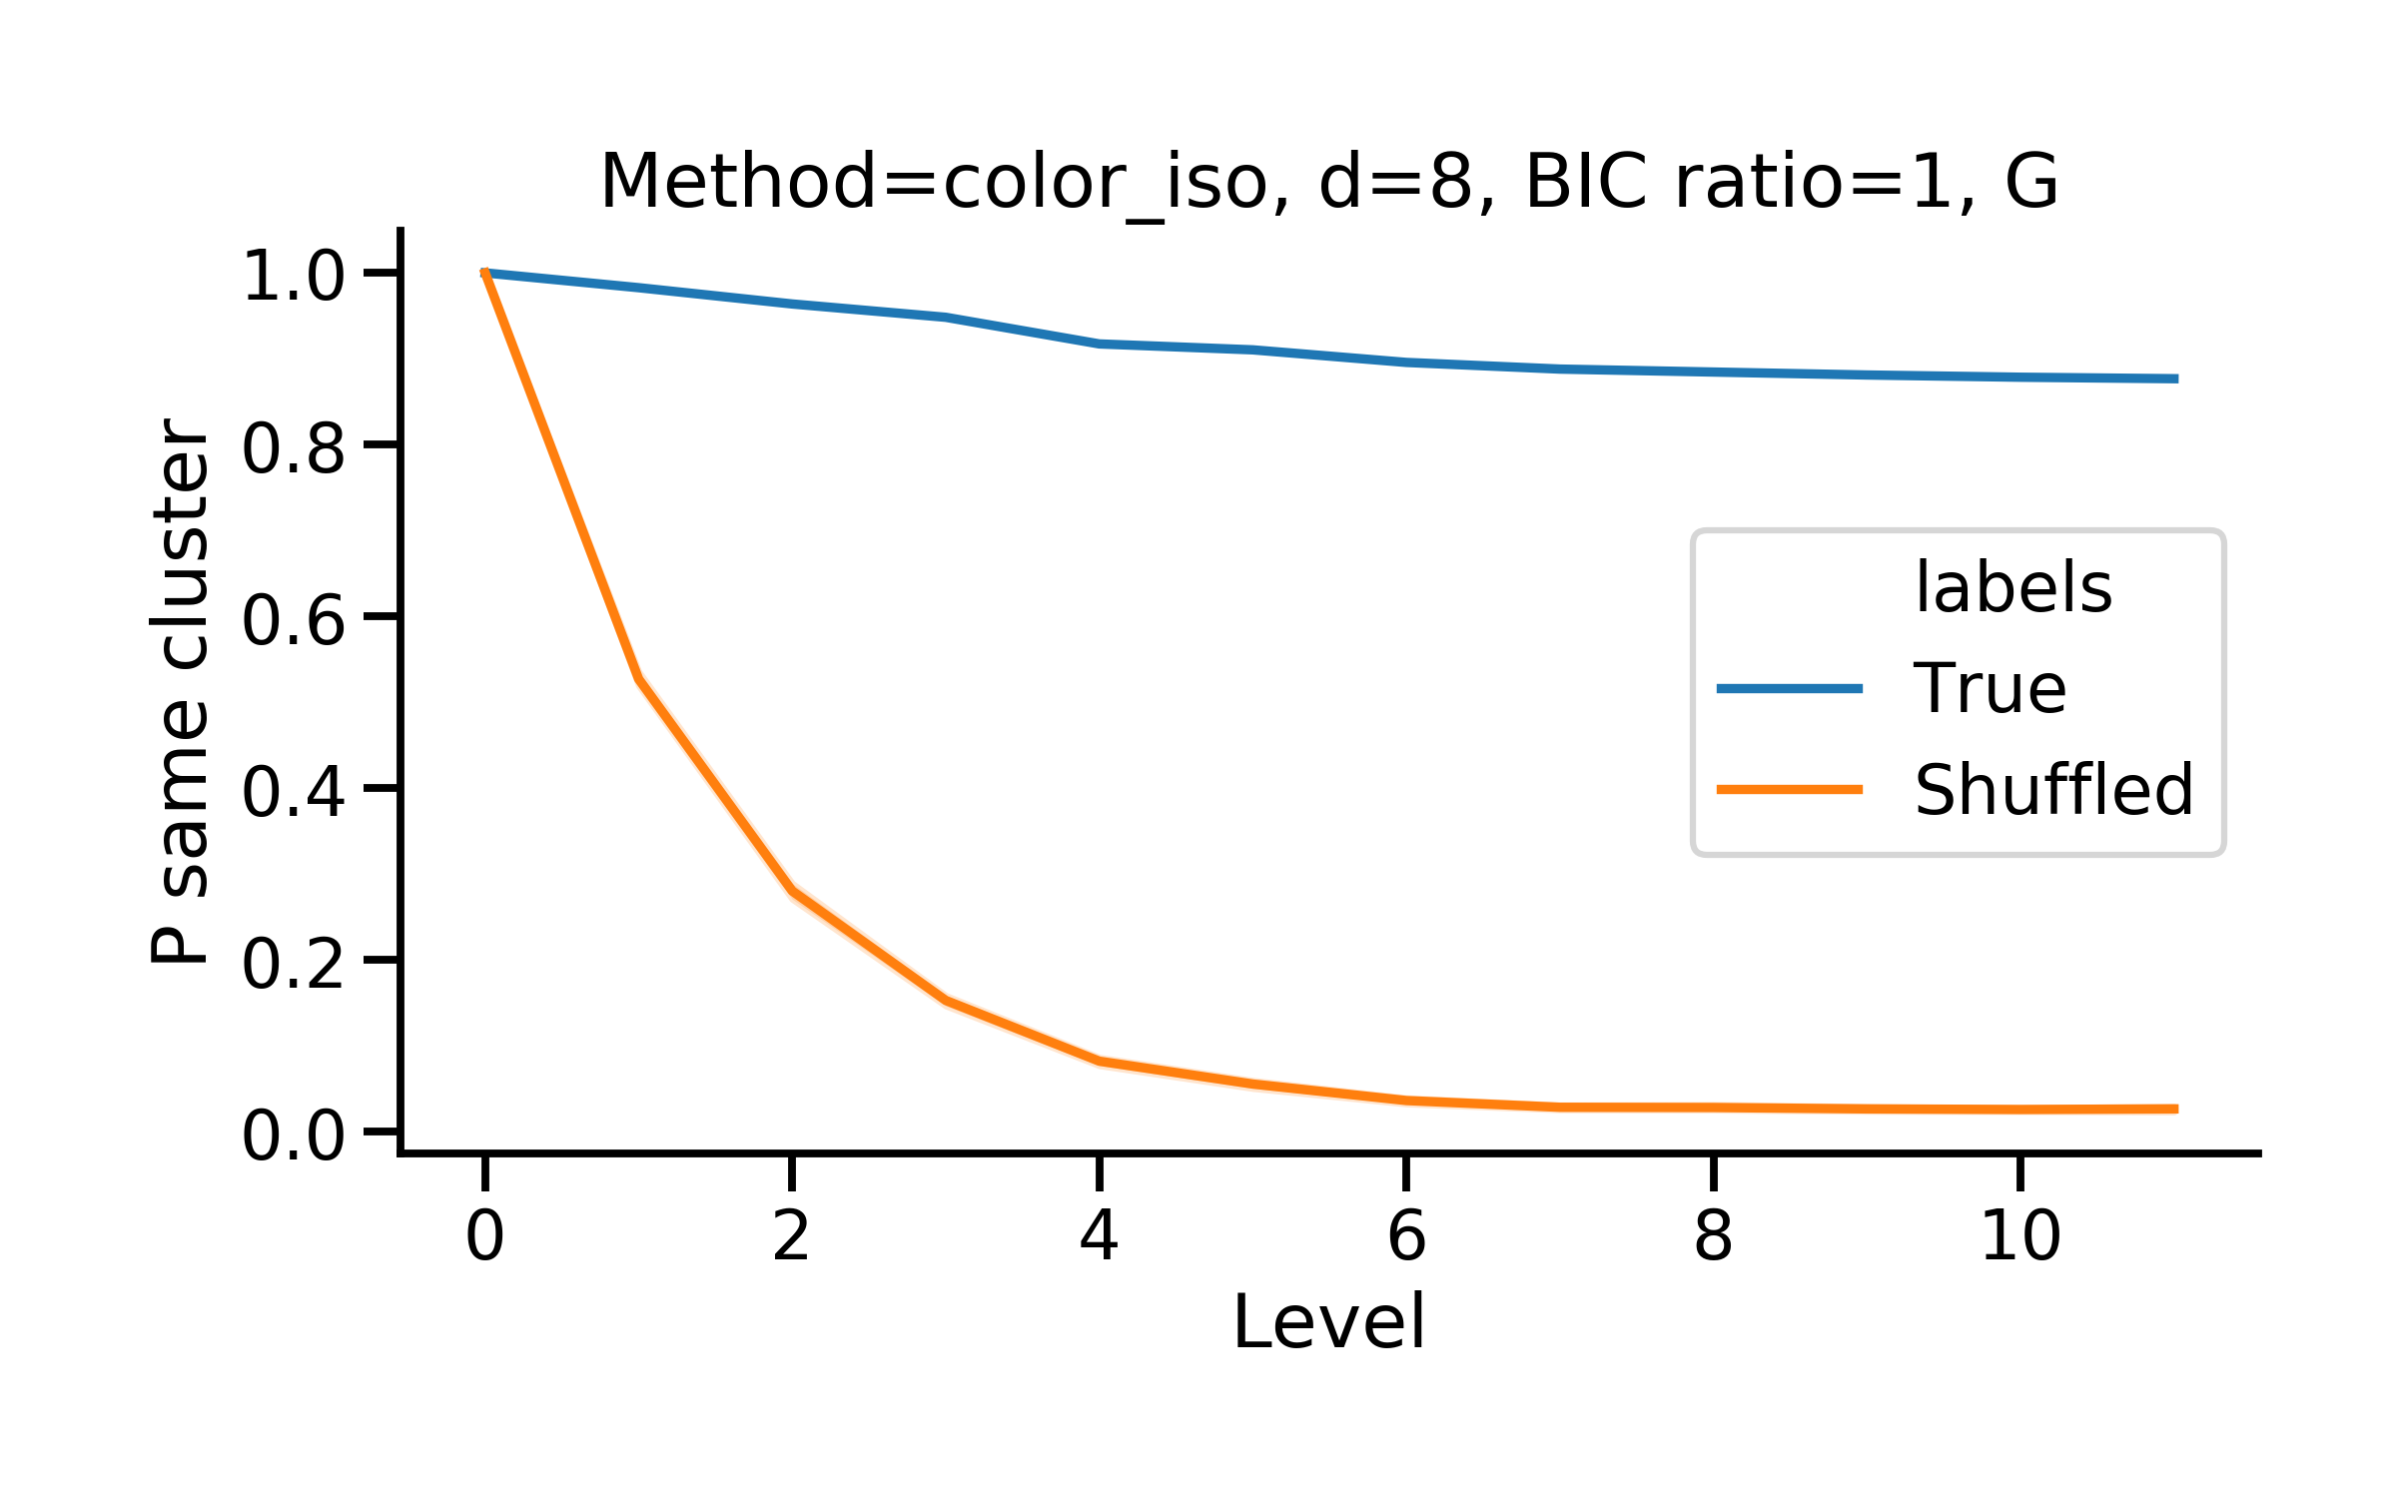 Method=color_iso, d=8, BIC ratio=1, G
P same cluster
1.0
0.8
0.6
0.4
0.2
0.0
labels
True
Shuffled
0 2 4 6 8 10
Level